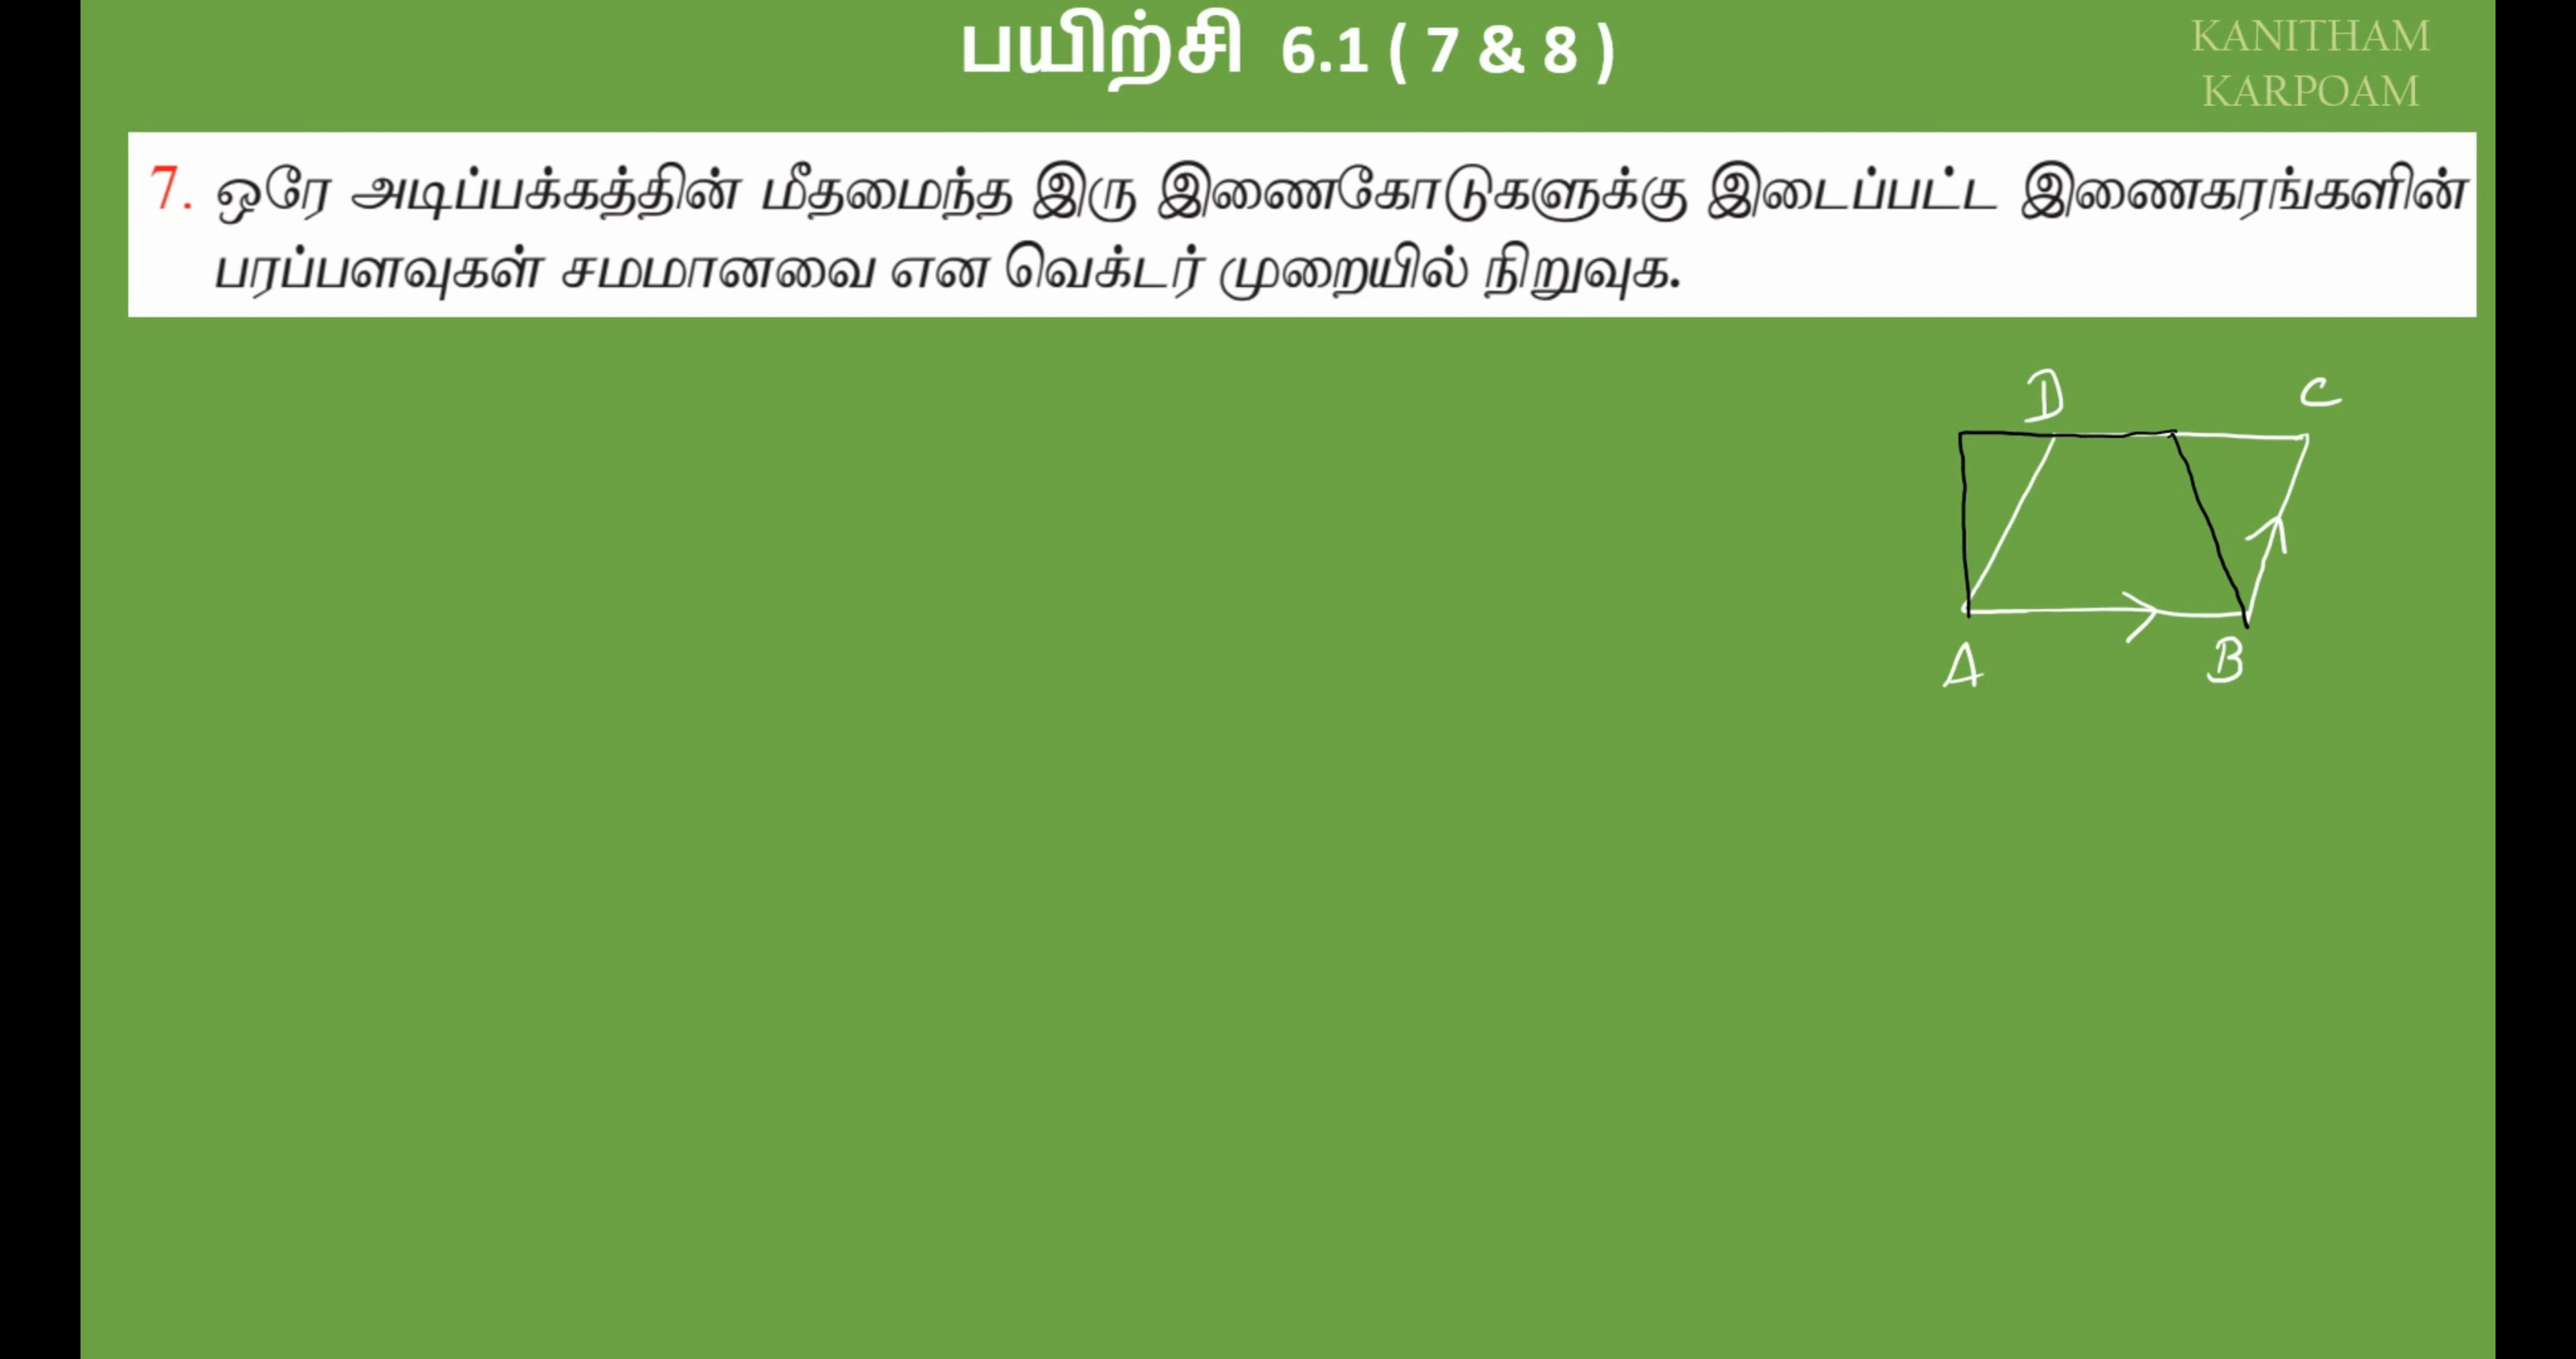 பயிற்சி 6.1 ( 7 & 8 )
KANITHAM
KARPOAM
7. ஒரே அடிப்பக்கத்தின் மீதமைந்த இரு இணைகோடுகளுக்கு இடைப்பட்ட இணைகரங்களின்
பரப்பளவுகள் சமமானவை என வெக்டர் முறையில் நிறுவுக.
D C
A B